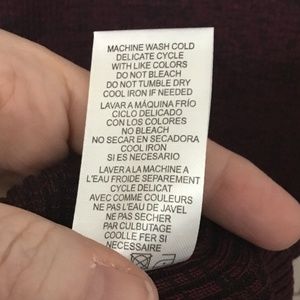 MACHINE WASH COLD
DELICATE CYCLE
WITH LIKE COLORS
DO NOT BLEACH
DO NOT TUMBLE DRY
COOL IRON IF NEEDED
LAVAR A MÁQUINA FRÍO
CICLO DELICADO
CON LOS COLORES
NO BLEACH
NO SECAR EN SECADORA
COOL IRON
SI ES NECESARIO
LAVER A LA MACHINE A
L'EAU FROIDE SEPAREMENT
CYCLE DELICAT
AVEC COMME COULEURS
NE PAS L'EAU DE JAVEL
NE PAS SECHER
PAR CULBUTAGE
COOLLE FER SI
NECESSAIRE